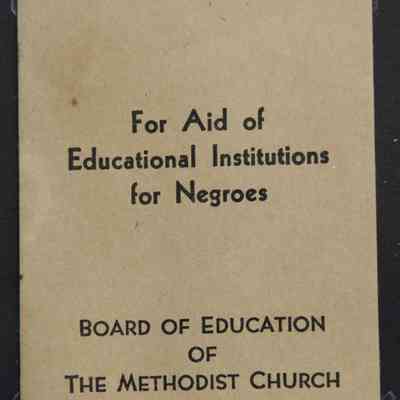 For Aid of
Educational Institutions
for Negroes
BOARD OF EDUCATION
OF
THE METHODIST CHURCH